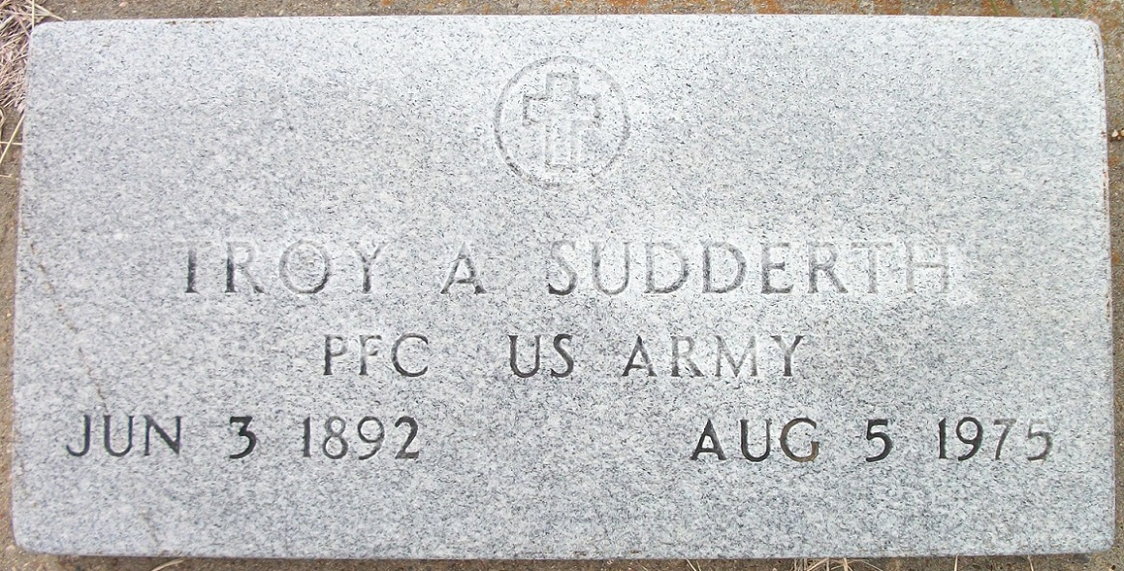 TROY A SUDDERTH
PFC US ARMY
JUN 3 1892 AUG 5 1975